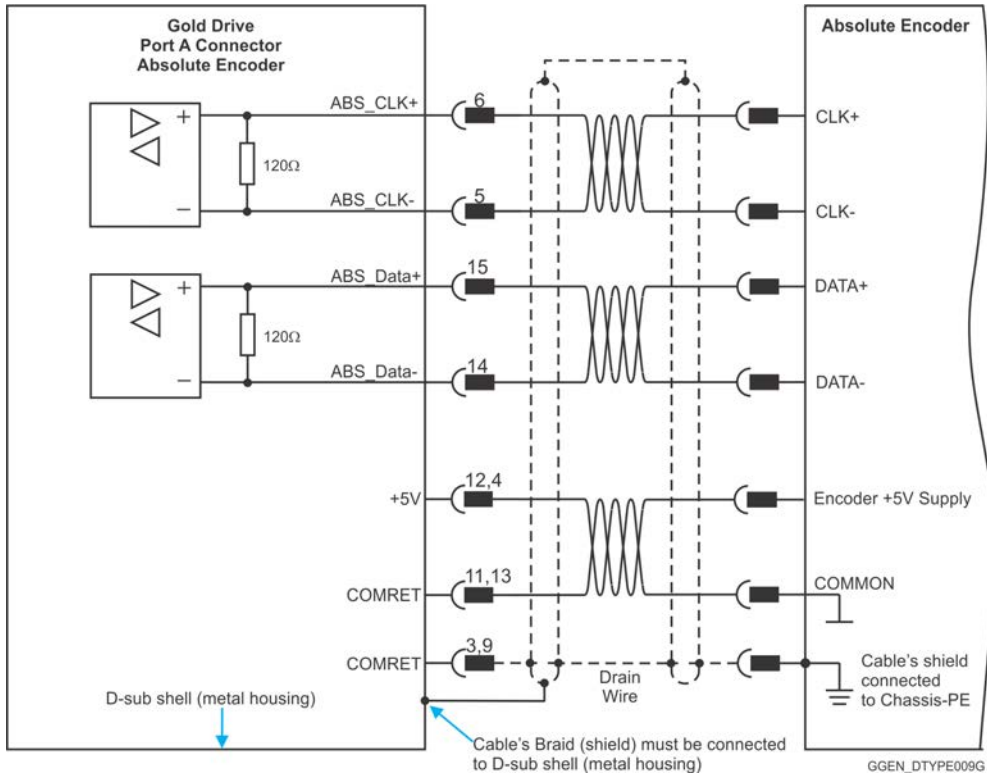 Gold Drive
Port A Connector
Absolute Encoder
Absolute Encoder
+
ABS_CLK+
6
CLK+
120Ω
−
ABS_CLK-
5
CLK-
+
ABS_Data+
15
DATA+
120Ω
−
ABS_Data-
14
DATA-
+5V
12,4
Encoder +5V Supply
COMRET
11,13
COMMON
COMRET
3,9
Drain
Wire
Cable's shield
connected
to Chassis-PE
D-sub shell (metal housing)
Cable's Braid (shield) must be connected
to D-sub shell (metal housing)
GGEN_DTYPE009G